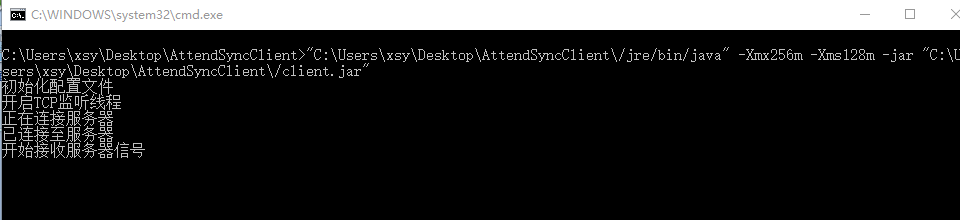 C:\WINDOWS\system32\cmd.exe
C:\Users\xsy\Desktop\AttendSyncClient>"C:\Users\xsy\Desktop\AttendSyncClient\/jre/bin/java" -Xmx256m -Xms128m -jar "C:\U
sers\xsy\Desktop\AttendSyncClient\/client.jar"
初始化配置文件
开启TCP监听线程
正在连接服务器
已连接至服务器
开始接收服务器信号